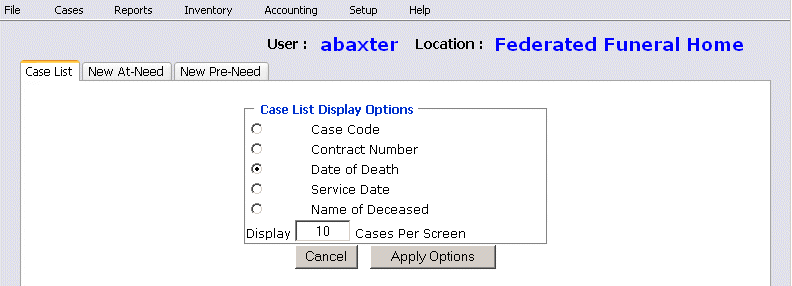 File Cases Reports Inventory Accounting Setup Help
User : abaxter Location : Federated Funeral Home
Case List New At-Need New Pre-Need
Case List Display Options
Case Code
Contract Number
Date of Death
Service Date
Name of Deceased
Display 10 Cases Per Screen
Cancel Apply Options